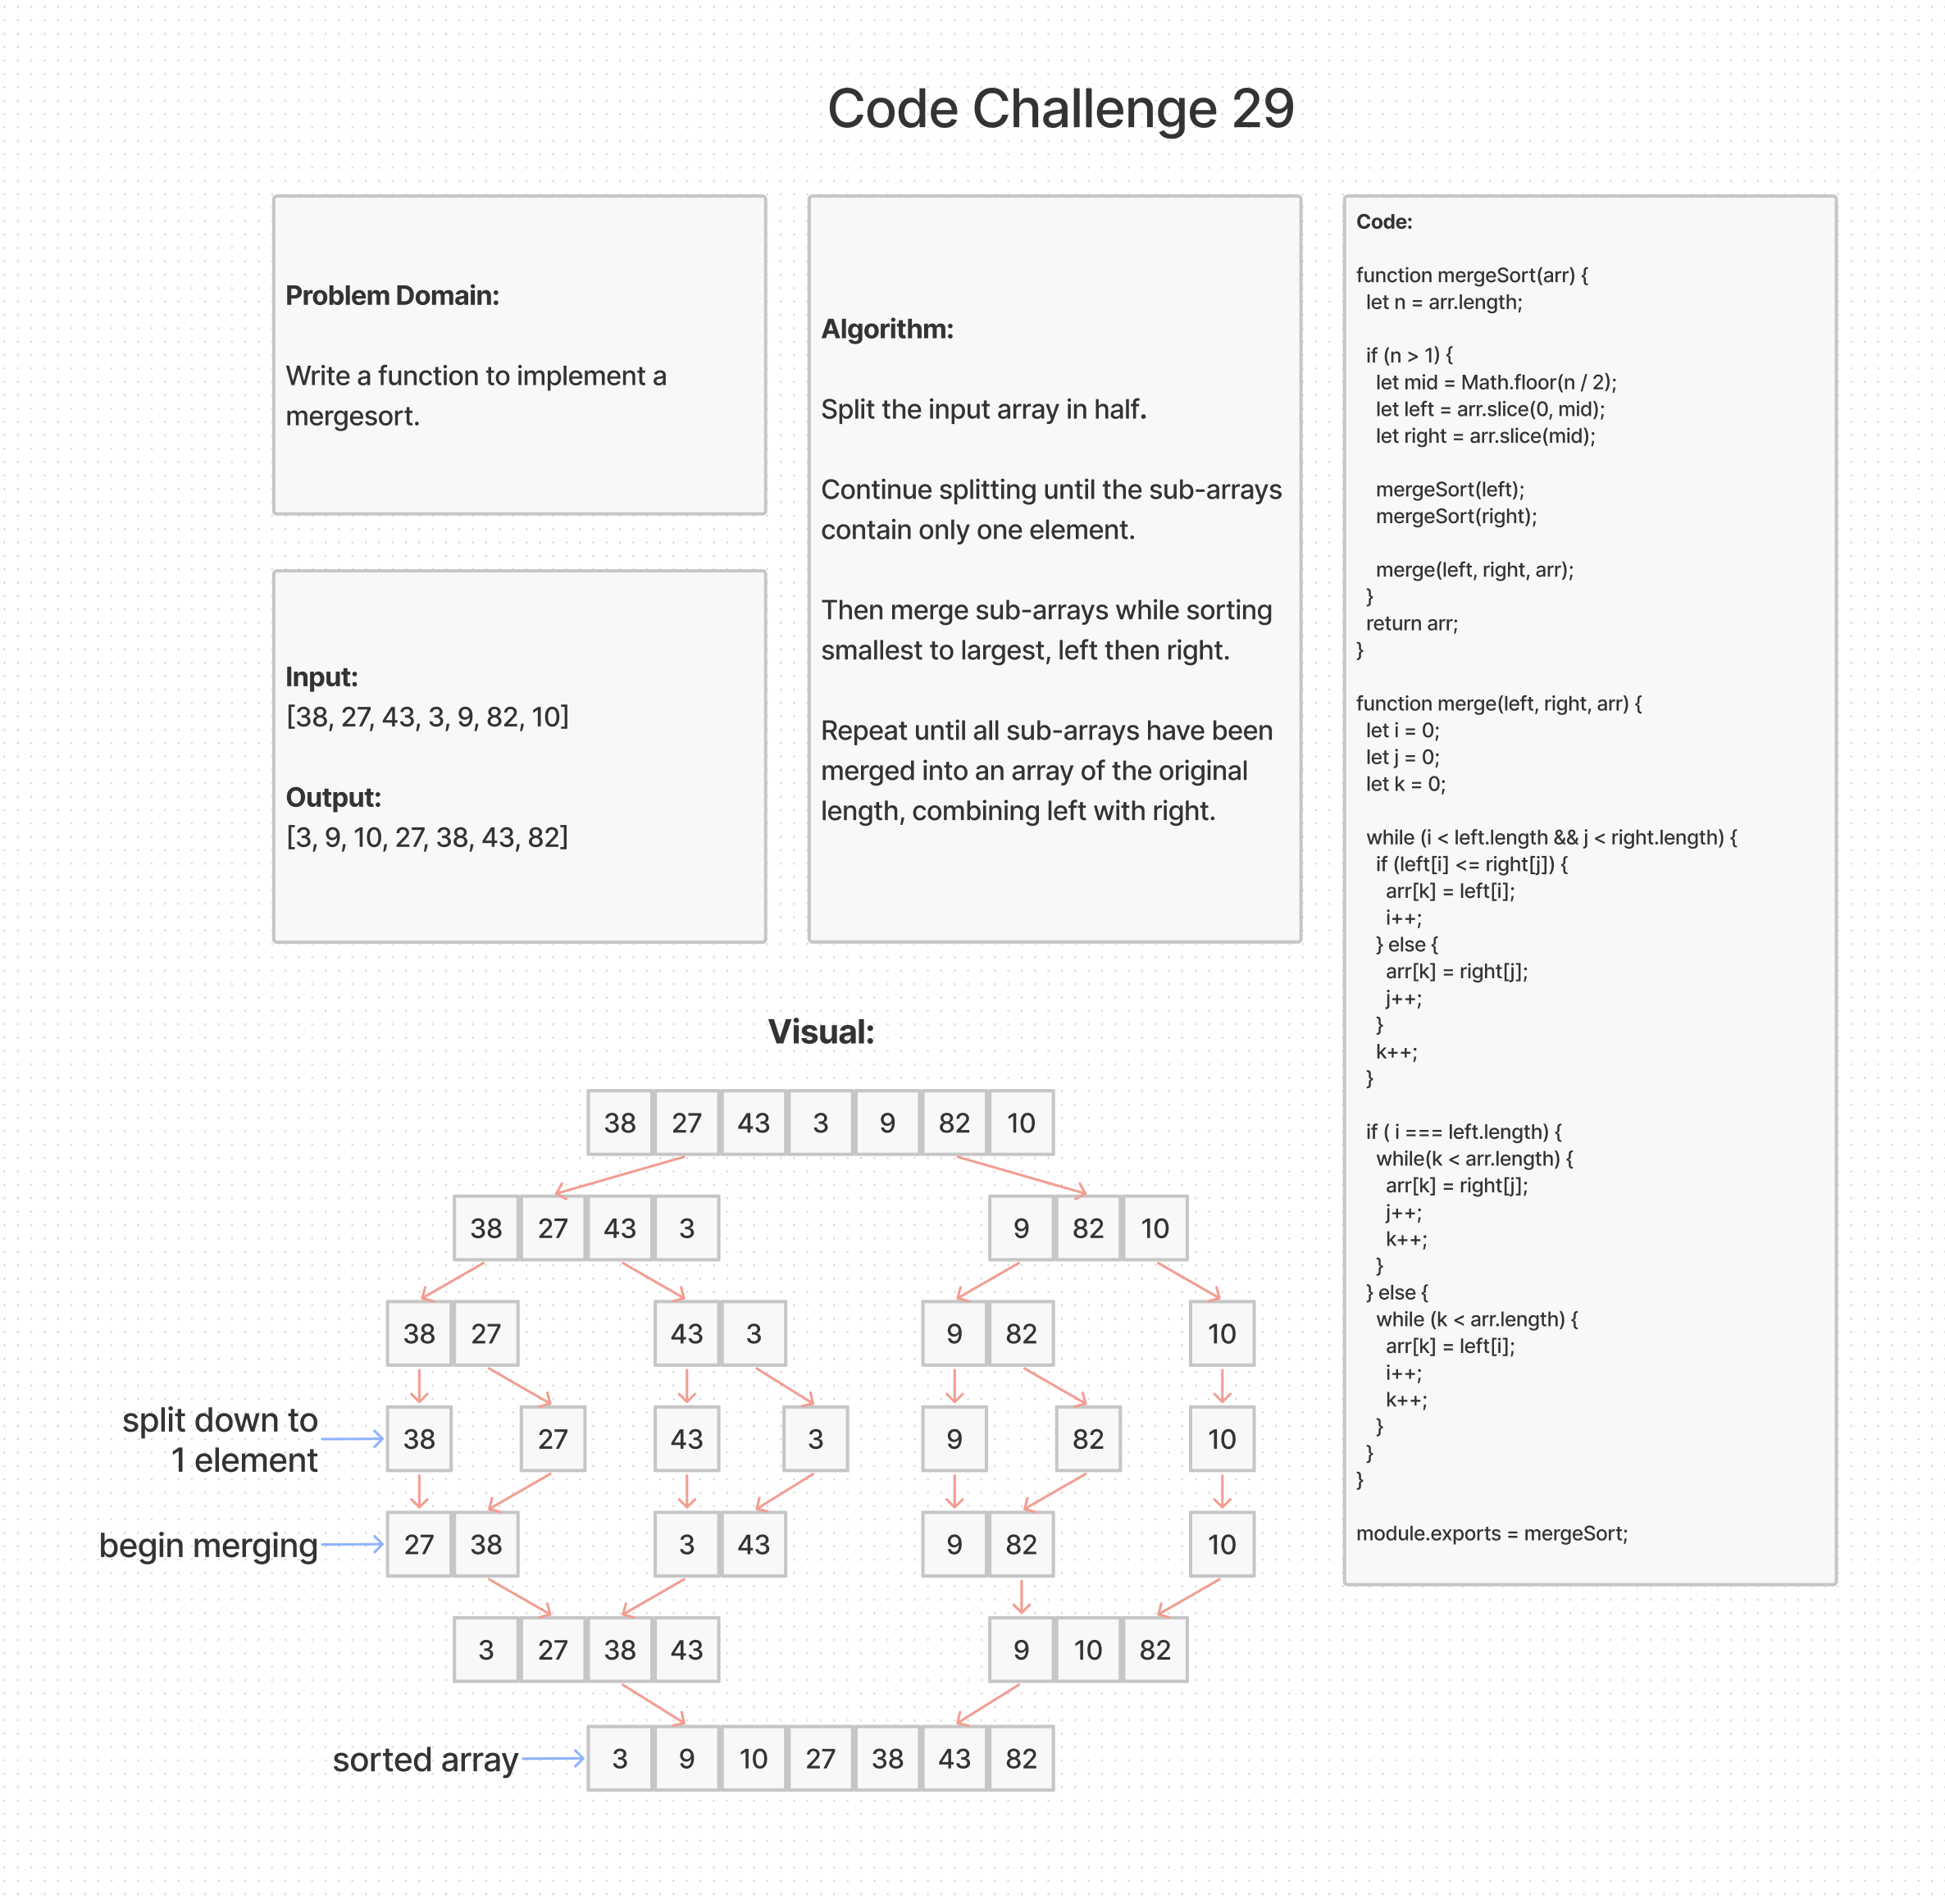 Code Challenge 29
Problem Domain:
Write a function to implement a
mergesort.
Input:
[38, 27, 43, 3, 9, 82, 10]
Output:
[3, 9, 10, 27, 38, 43, 82]
Algorithm:
Split the input array in half.
Continue splitting until the sub-arrays
contain only one element.
Then merge sub-arrays while sorting
smallest to largest, left then right.
Repeat until all sub-arrays have been
merged into an array of the original
length, combining left with right.
Code:
function mergeSort(arr) {
let n = arr.length;
if (n > 1) {
let mid = Math.floor(n / 2);
let left = arr.slice(0, mid);
let right = arr.slice(mid);
mergeSort(left);
mergeSort(right);
merge(left, right, arr);
}
return arr;
}
function merge(left, right, arr) {
let i = 0;
let j = 0;
let k = 0;
while (i < left.length && j < right.length) {
if (left[i] <= right[j]) {
arr[k] = left[i];
i++;
} else {
arr[k] = right[j];
j++;
}
k++;
}
if ( i === left.length) {
while(k < arr.length) {
arr[k] = right[j];
j++;
k++;
}
} else {
while (k < arr.length) {
arr[k] = left[i];
i++;
k++;
}
}
}
module.exports = mergeSort;
Visual:
38 27 43 3 9 82 10
38 27 43 3 9 82 10
38 27 43 3 9 82 10
split down to
1 element
38 27 43 3 9 82 10
begin merging
27 38 3 43 9 82 10
3 27 38 43 9 10 82
sorted array
3 9 10 27 38 43 82